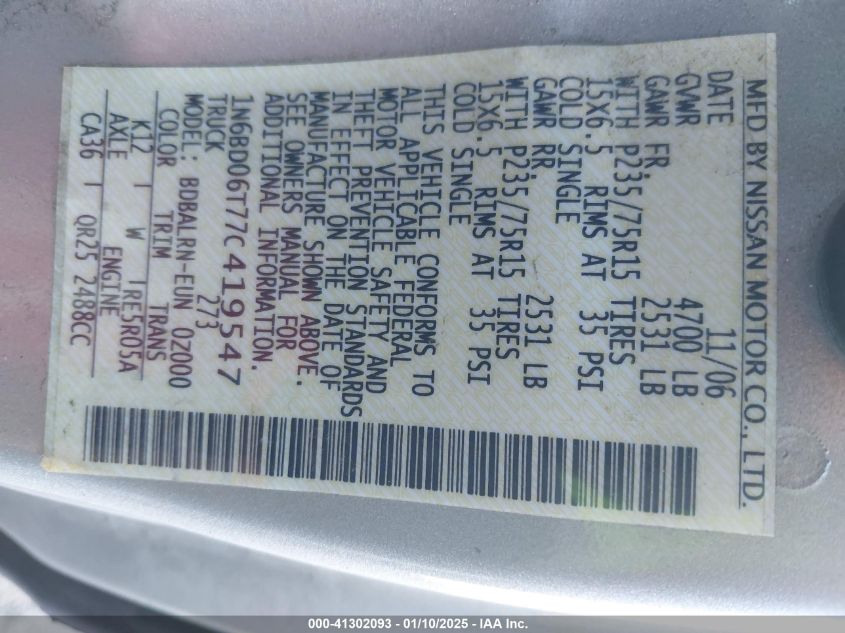 MFD BY NISSAN MOTOR CO., LTD.
DATE 11/06
GVWR 4700 LB
GAWR FR. 2531 LB
WITH P235/75R15 TIRES
15X6.5 RIMS AT 35 PSI
COLD SINGLE
GAWR RR. 2531 LB
WITH P235/75R15 TIRES
15X6.5 RIMS AT 35 PSI
COLD SINGLE
THIS VEHICLE CONFORMS TO
ALL APPLICABLE FEDERAL
MOTOR VEHICLE SAFETY AND
THEFT PREVENTION STANDARDS
IN EFFECT ON THE DATE OF
MANUFACTURE SHOWN ABOVE.
SEE OWNERS MANUAL FOR
ADDITIONAL INFORMATION.
1N6BD06T77C419547
TRUCK 273
MODEL: BDBALRN-EUN 0Z000
COLOR TRIM TRANS
K12 | W | RE5R05A
AXLE ENGINE
CA36 | QR25 2488CC
000-41302093 - 01/10/2025 - IAA Inc.